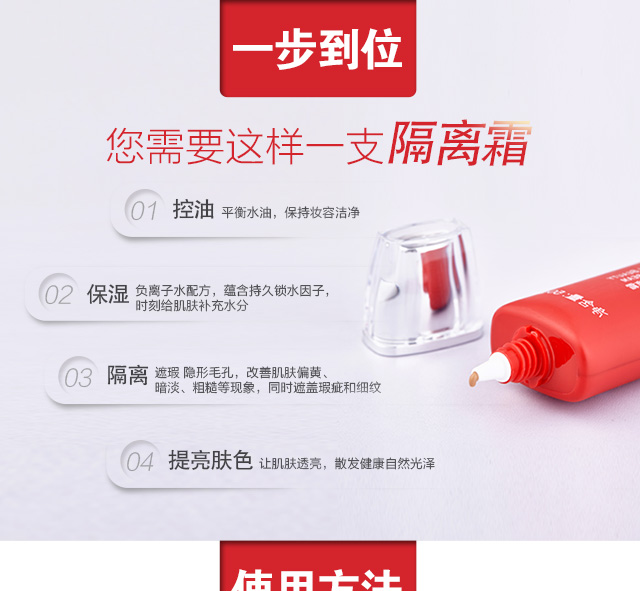 一步到位
您需要这样一支隔离霜
01 控油 平衡水油，保持妆容洁净
02 保湿 负离子水配方，蕴含持久锁水因子，
时刻给肌肤补充水分
03 隔离 遮瑕 隐形毛孔，改善肌肤偏黄、
暗淡、粗糙等现象，同时遮盖瑕疵和细纹
04 提亮肤色 让肌肤透亮，散发健康自然光泽
使用方法